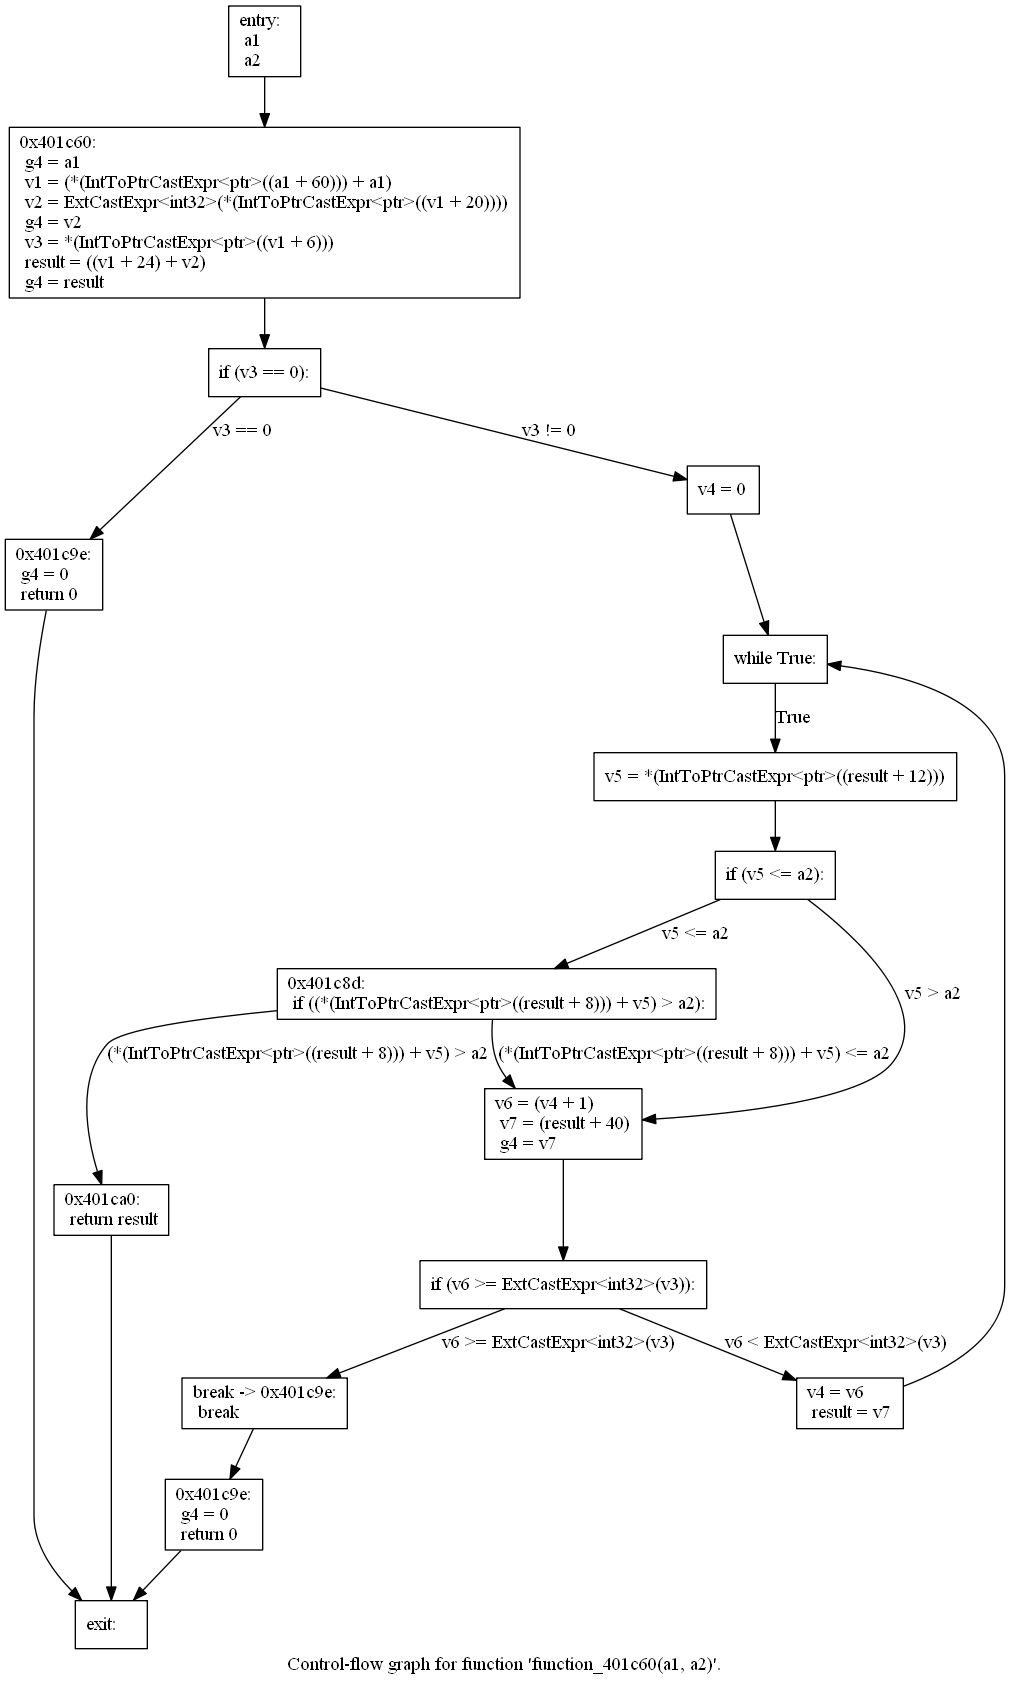 entry:
a1
a2
0x401c60:
g4 = a1
v1 = (*(IntToPtrCastExpr<ptr>((a1 + 60))) + a1)
v2 = ExtCastExpr<int32>(*(IntToPtrCastExpr<ptr>((v1 + 20))))
g4 = v2
v3 = *(IntToPtrCastExpr<ptr>((v1 + 6)))
result = ((v1 + 24) + v2)
g4 = result
if (v3 == 0):
v3 == 0
v3 != 0
v4 = 0
0x401c9e:
g4 = 0
return 0
while True:
True
v5 = *(IntToPtrCastExpr<ptr>((result + 12)))
if (v5 <= a2):
v5 <= a2
v5 > a2
0x401c8d:
if ((*(IntToPtrCastExpr<ptr>((result + 8))) + v5) > a2):
(*(IntToPtrCastExpr<ptr>((result + 8))) + v5) > a2
(*(IntToPtrCastExpr<ptr>((result + 8))) + v5) <= a2
v6 = (v4 + 1)
v7 = (result + 40)
g4 = v7
0x401ca0:
return result
if (v6 >= ExtCastExpr<int32>(v3)):
v6 >= ExtCastExpr<int32>(v3)
v6 < ExtCastExpr<int32>(v3)
break -> 0x401c9e:
break
v4 = v6
result = v7
0x401c9e:
g4 = 0
return 0
exit:
Control-flow graph for function 'function_401c60(a1, a2)'.